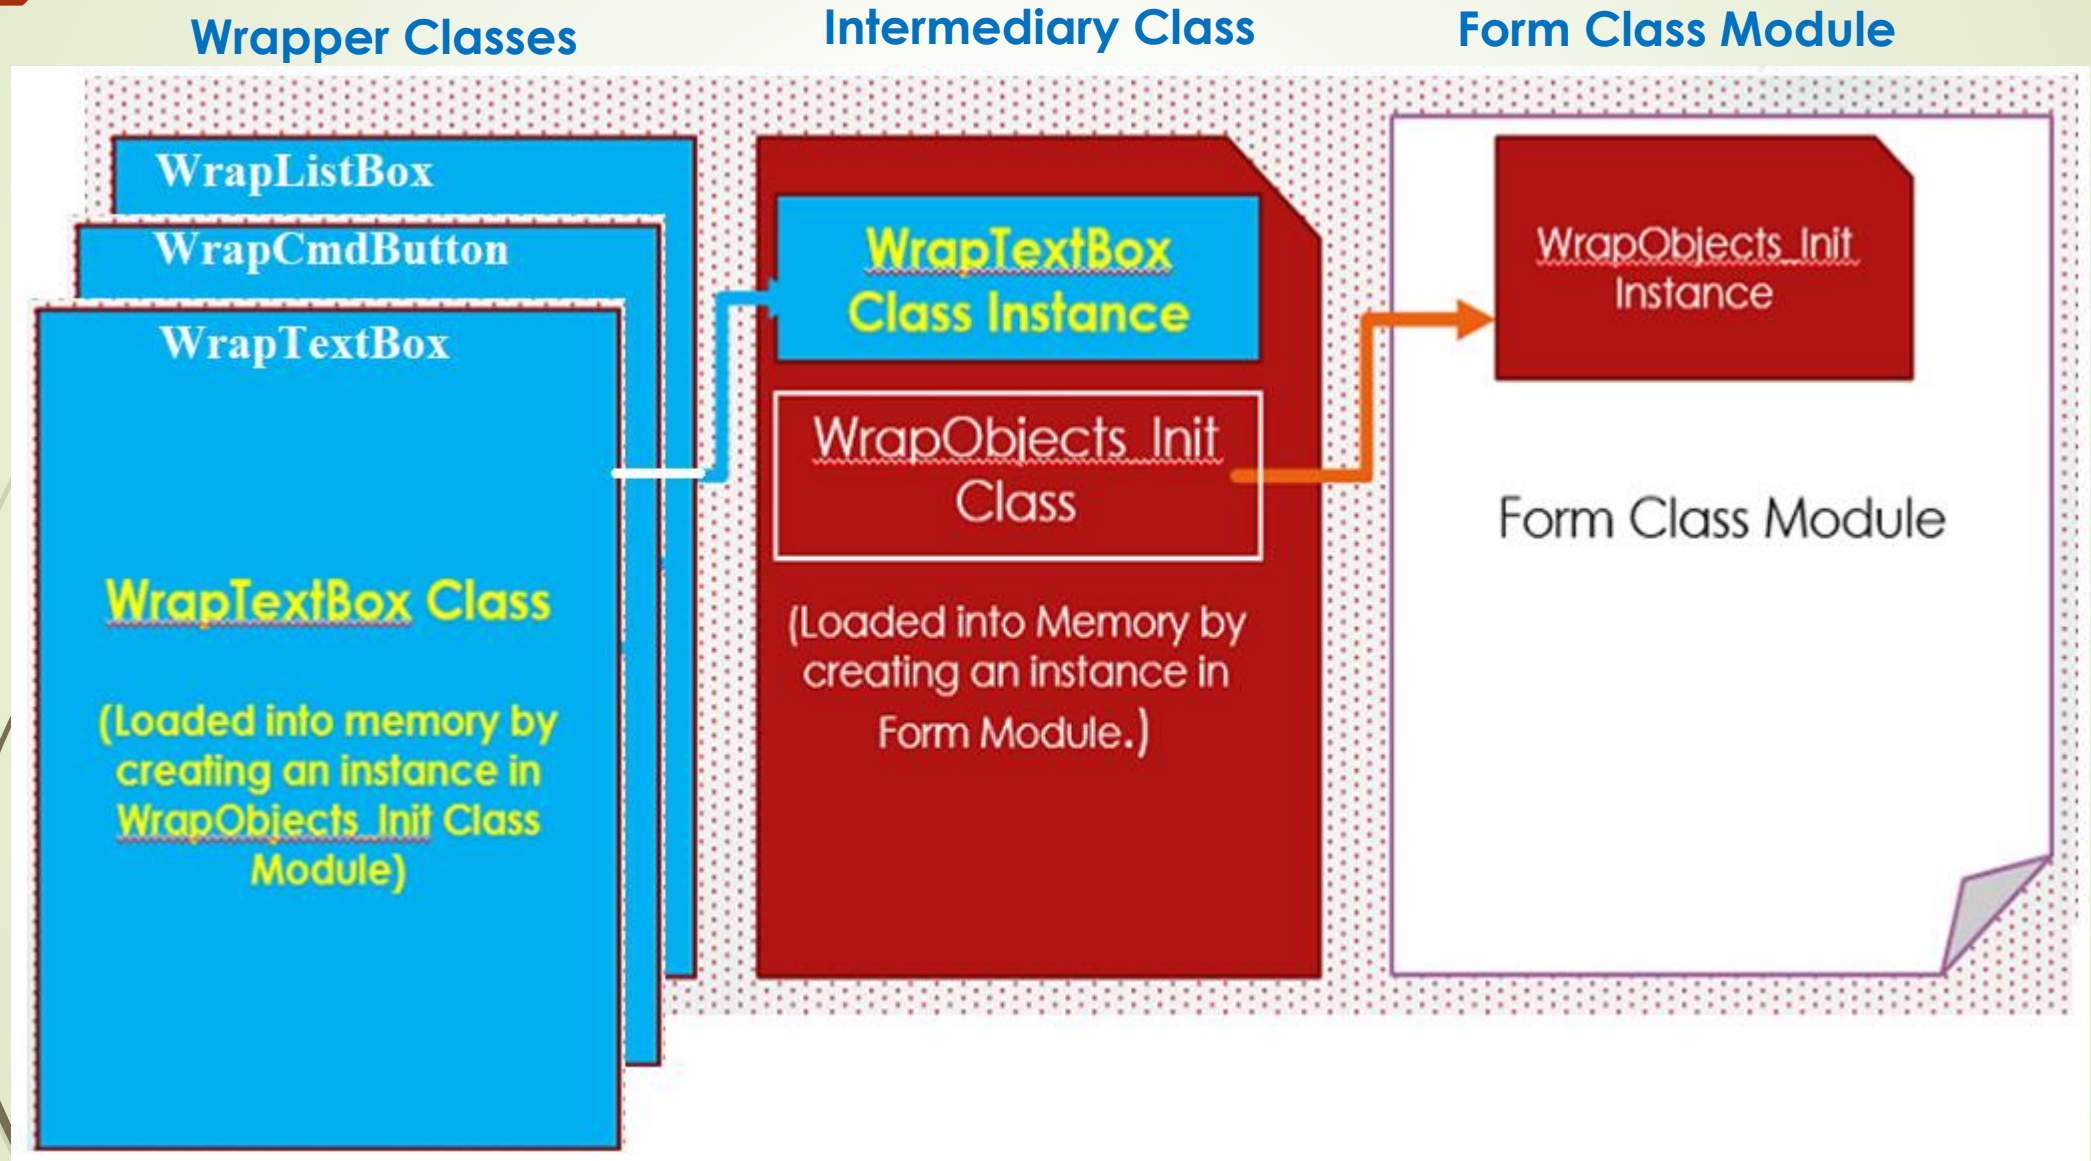 Wrapper Classes
Intermediary Class
Form Class Module
WrapListBox
WrapCmdButton
WrapTextBox
WrapTextBox Class
(Loaded into memory by
creating an instance in
WrapObjects_Init Class
Module)
WrapTextBox
Class Instance
WrapObjects_Init
Class
(Loaded into Memory by
creating an instance in
Form Module.)
WrapObjects_Init
Instance
Form Class Module